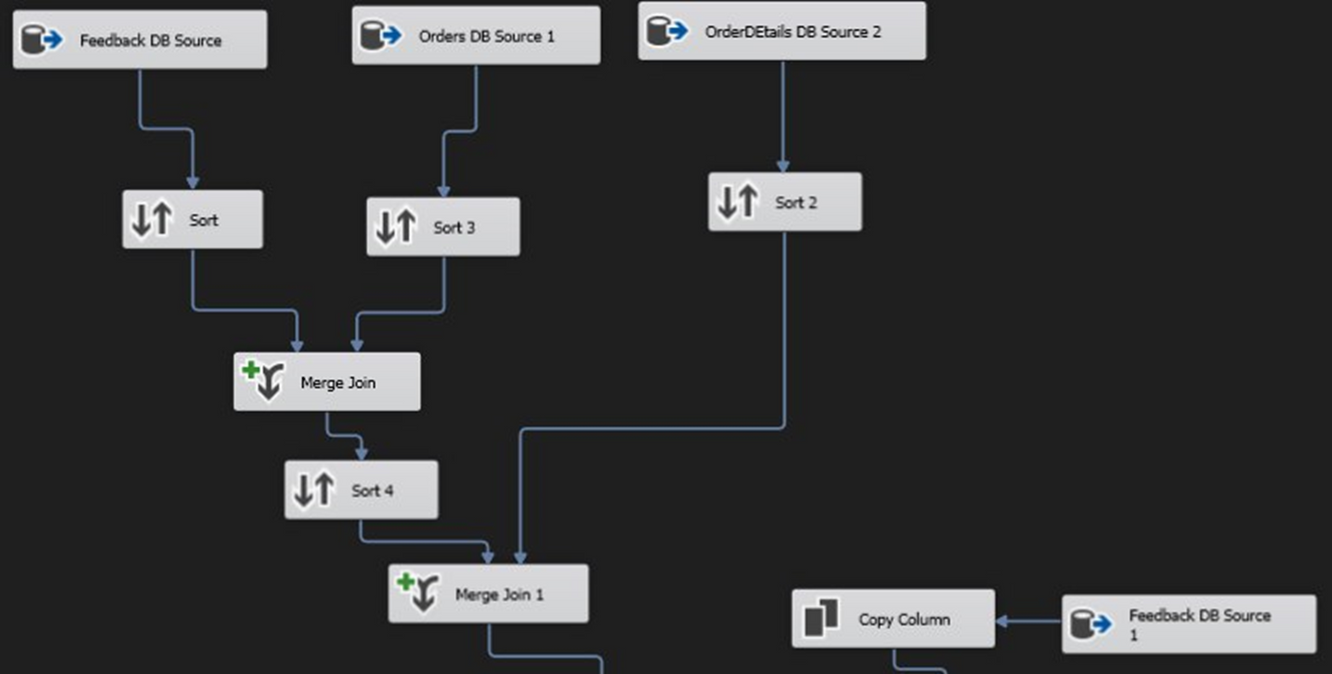 Feedback DB Source
Orders DB Source 1
OrderDEtails DB Source 2
Sort
Sort 3
Sort 2
Merge Join
Sort 4
Merge Join 1
Copy Column
Feedback DB Source
1